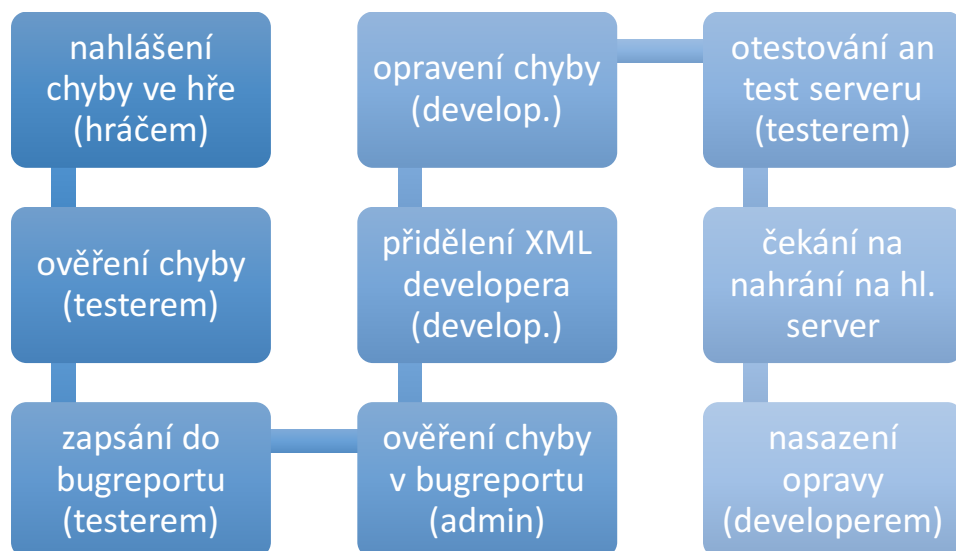 nahlášení
chyby ve hře
(hráčem)
ověření chyby
(testerem)
zapsání do
bugreportu
(testerem)
ověření chyby
v bugreportu
(admin)
přidělení XML
developera
(develop.)
opravení chyby
(develop.)
otestování an
test serveru
(testerem)
čekání na
nahrání na hl.
server
nasazení
opravy
(developerem)